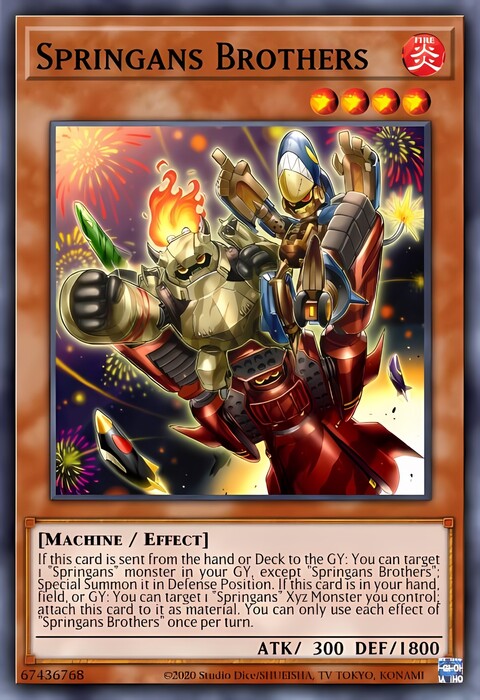 Springans Brothers
FIRE
炎
[Machine / Effect]
If this card is sent from the hand or Deck to the GY: You can target
1 "Springans" monster in your GY, except "Springans Brothers";
Special Summon it in Defense Position. If this card is in your hand,
field, or GY: You can target 1 "Springans" Xyz Monster you control;
attach this card to it as material. You can only use each effect of
"Springans Brothers" once per turn.
ATK/ 300 DEF/1800
67436768 ©2020 Studio Dice/SHUEISHA, TV TOKYO, KONAMI